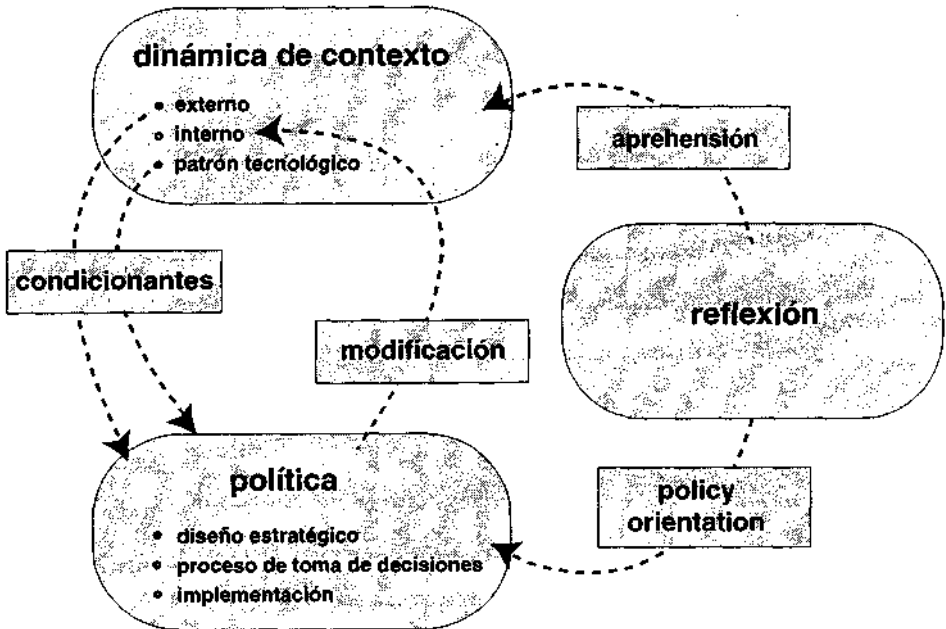 dinámica de contexto
• externo
• interno
• patrón tecnológico
aprehensión
condicionantes
reflexión
modificación
política
• diseño estratégico
• proceso de toma de decisiones
• implementación
policy
orientation